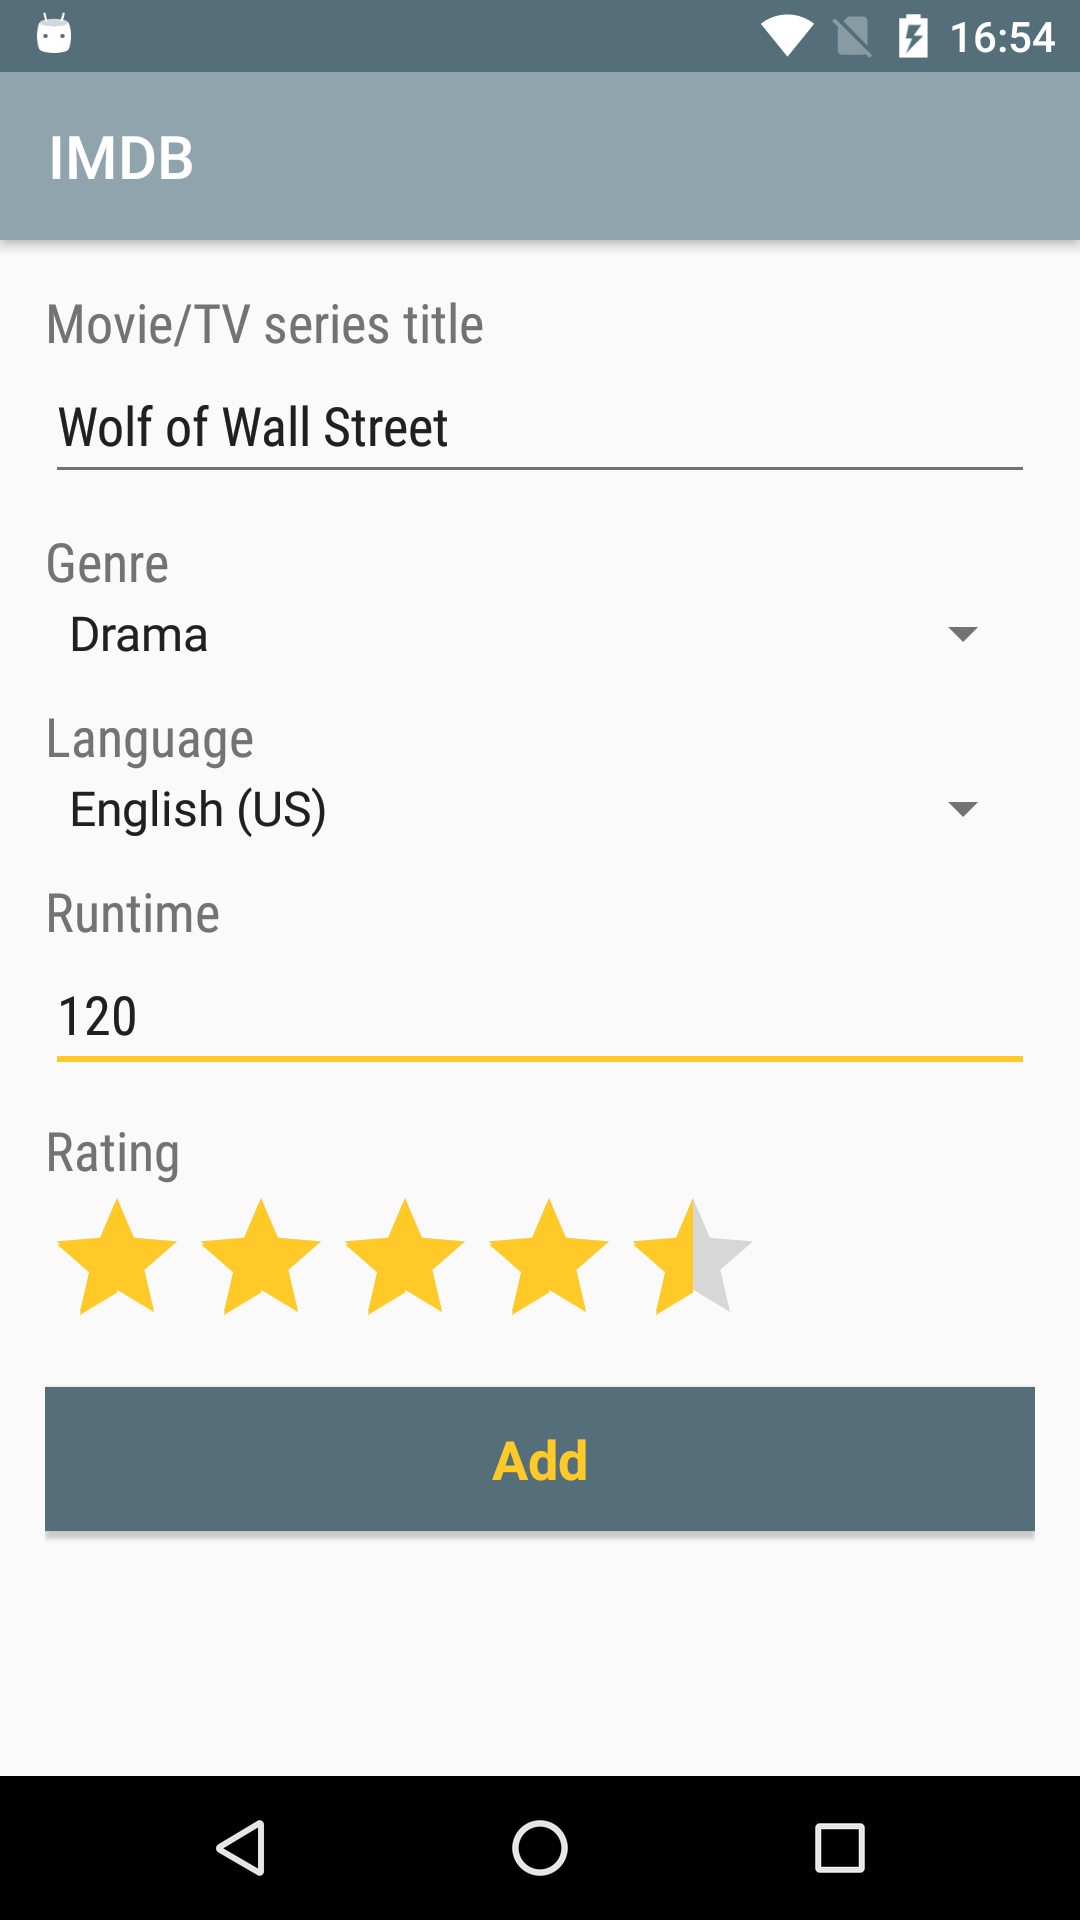 16:54
IMDB
Movie/TV series title
Wolf of Wall Street
Genre
Drama
Language
English (US)
Runtime
120
Rating
Add